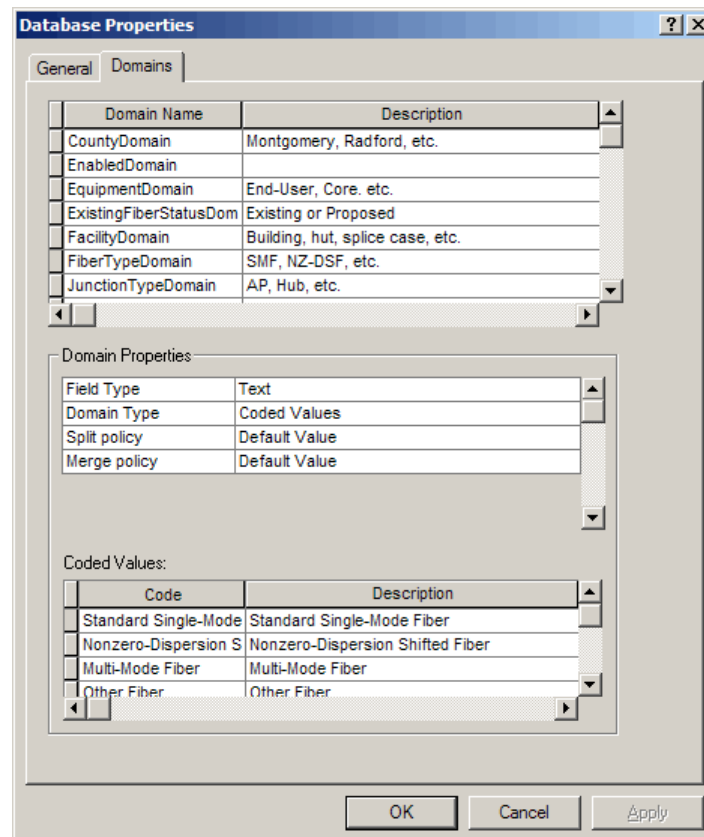 Database Properties
General Domains
Domain Name Description
CountyDomain Montgomery, Radford, etc.
EnabledDomain
EquipmentDomain End-User, Core. etc.
ExistingFiberStatusDom Existing or Proposed
FacilityDomain Building, hut, splice case, etc.
FiberTypeDomain SMF, NZ-DSF, etc.
JunctionTypeDomain AP, Hub, etc.
Domain Properties
Field Type Text
Domain Type Coded Values
Split policy Default Value
Merge policy Default Value
Coded Values:
Code Description
Standard Single-Mode Standard Single-Mode Fiber
Nonzero-Dispersion S Nonzero-Dispersion Shifted Fiber
Multi-Mode Fiber Multi-Mode Fiber
Other Fiber Other Fiber
OK Cancel Apply